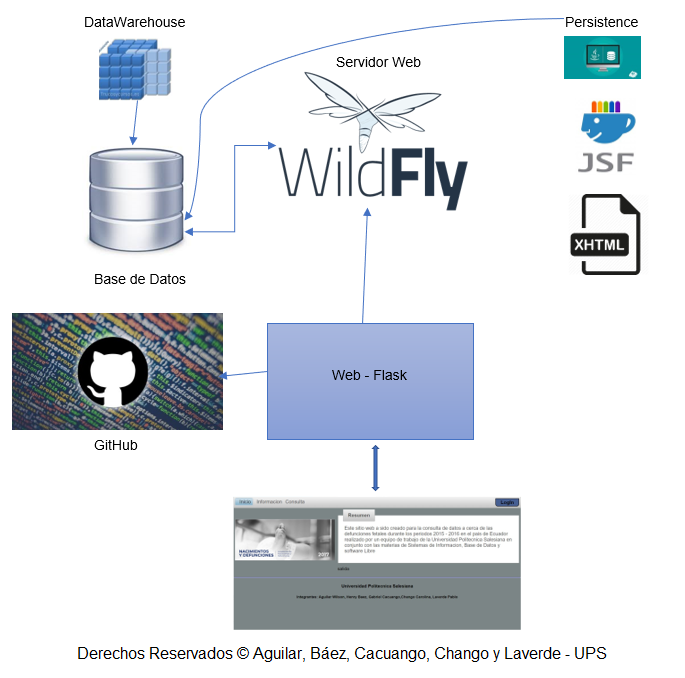 DataWarehouse
Persistence
Servidor Web
WildFly
JSF
XHTML
Base de Datos
Web - Flask
GitHub
Inicio Informacion Consulta
Login
Resumen
Este sitio web a sido creado para la consulta de datos a cerca de las
defunciones fetales durante los periodos 2015 - 2016 en el pais de Ecuador
realizado por un equipo de trabajo de la Universidad Politecnica Salesiana en
conjunto con las materias de Sistemas de Informacion, Base de Datos y
software Libre
NACIMIENTOS
Y DEFUNCIONES
salida
Universidad Politecnica Salesiana
Integrantes: Aguilar Wilson, Henry Baez, Gabriel Cacuango,Chango Carolina, Laverde Pablo
Derechos Reservados © Aguilar, Báez, Cacuango, Chango y Laverde - UPS